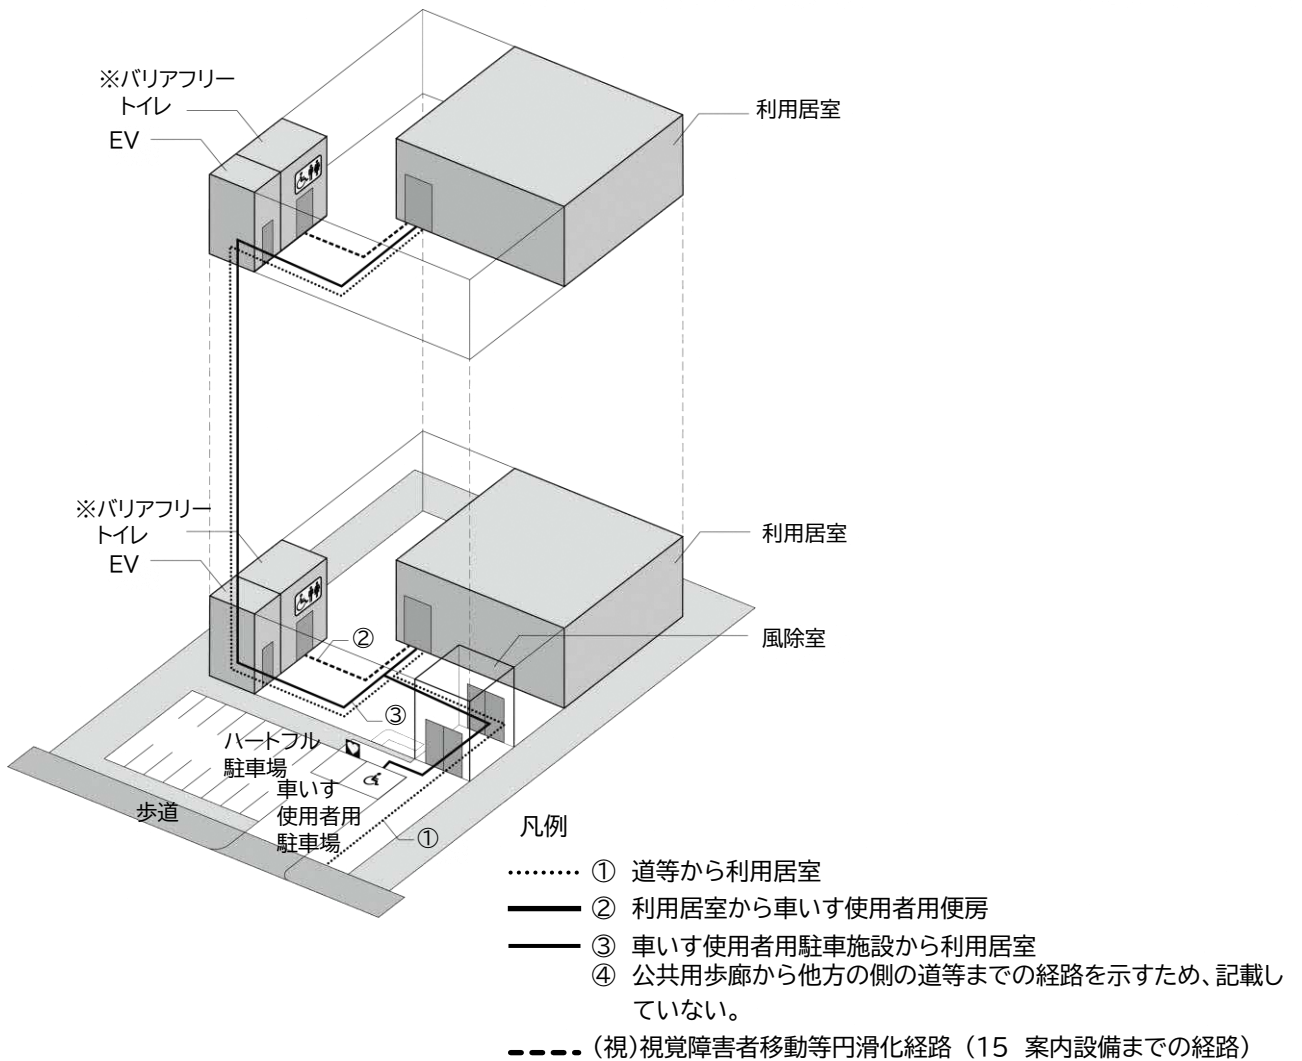 ※バリアフリー
トイレ
EV
利用居室
※バリアフリー
トイレ
EV
利用居室
②
風除室
③
ハートフル
駐車場
車いす
使用者用
駐車場
歩道
①
凡例
① 道等から利用居室
② 利用居室から車いす使用者用便房
③ 車いす使用者用駐車施設から利用居室
④ 公共用歩廊から他方の側の道等までの経路を示すため、記載し
ていない。
(視)視覚障害者移動等円滑化経路（15 案内設備までの経路）